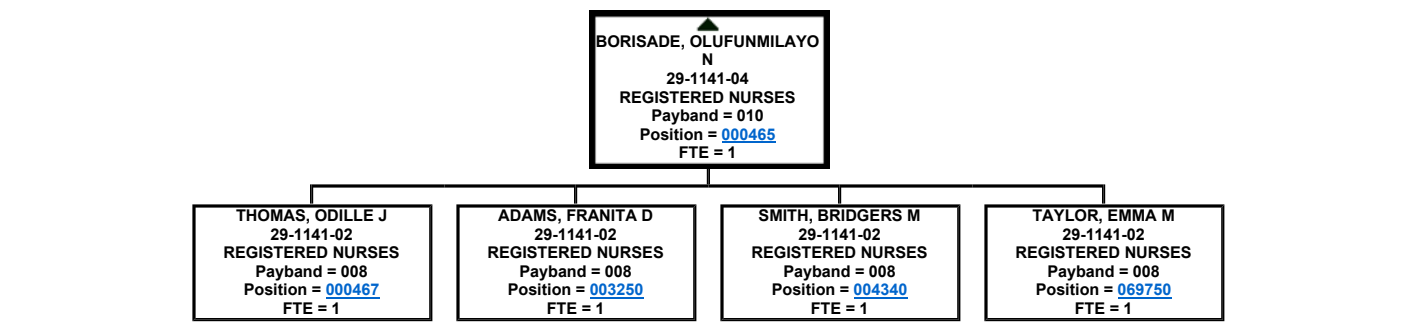 BORISADE, OLUFUNMILAYO
N
29-1141-04
REGISTERED NURSES
Payband = 010
Position = 000465
FTE = 1
THOMAS, ODILLE J
29-1141-02
REGISTERED NURSES
Payband = 008
Position = 000467
FTE = 1
ADAMS, FRANITA D
29-1141-02
REGISTERED NURSES
Payband = 008
Position = 003250
FTE = 1
SMITH, BRIDGERS M
29-1141-02
REGISTERED NURSES
Payband = 008
Position = 004340
FTE = 1
TAYLOR, EMMA M
29-1141-02
REGISTERED NURSES
Payband = 008
Position = 069750
FTE = 1